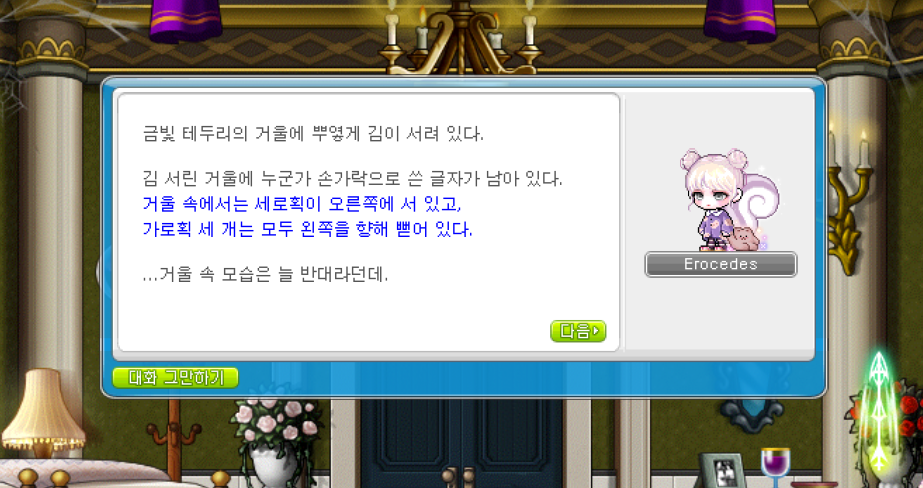 금빛 테두리의 거울에 뿌옇게 김이 서려 있다.
김 서린 거울에 누군가 손가락으로 쓴 글자가 남아 있다.
거울 속에서는 세로획이 오른쪽에 서 있고,
가로획 세 개는 모두 왼쪽을 향해 뻗어 있다.
...거울 속 모습은 늘 반대라던데.
Erocedes
다음
대화 그만하기